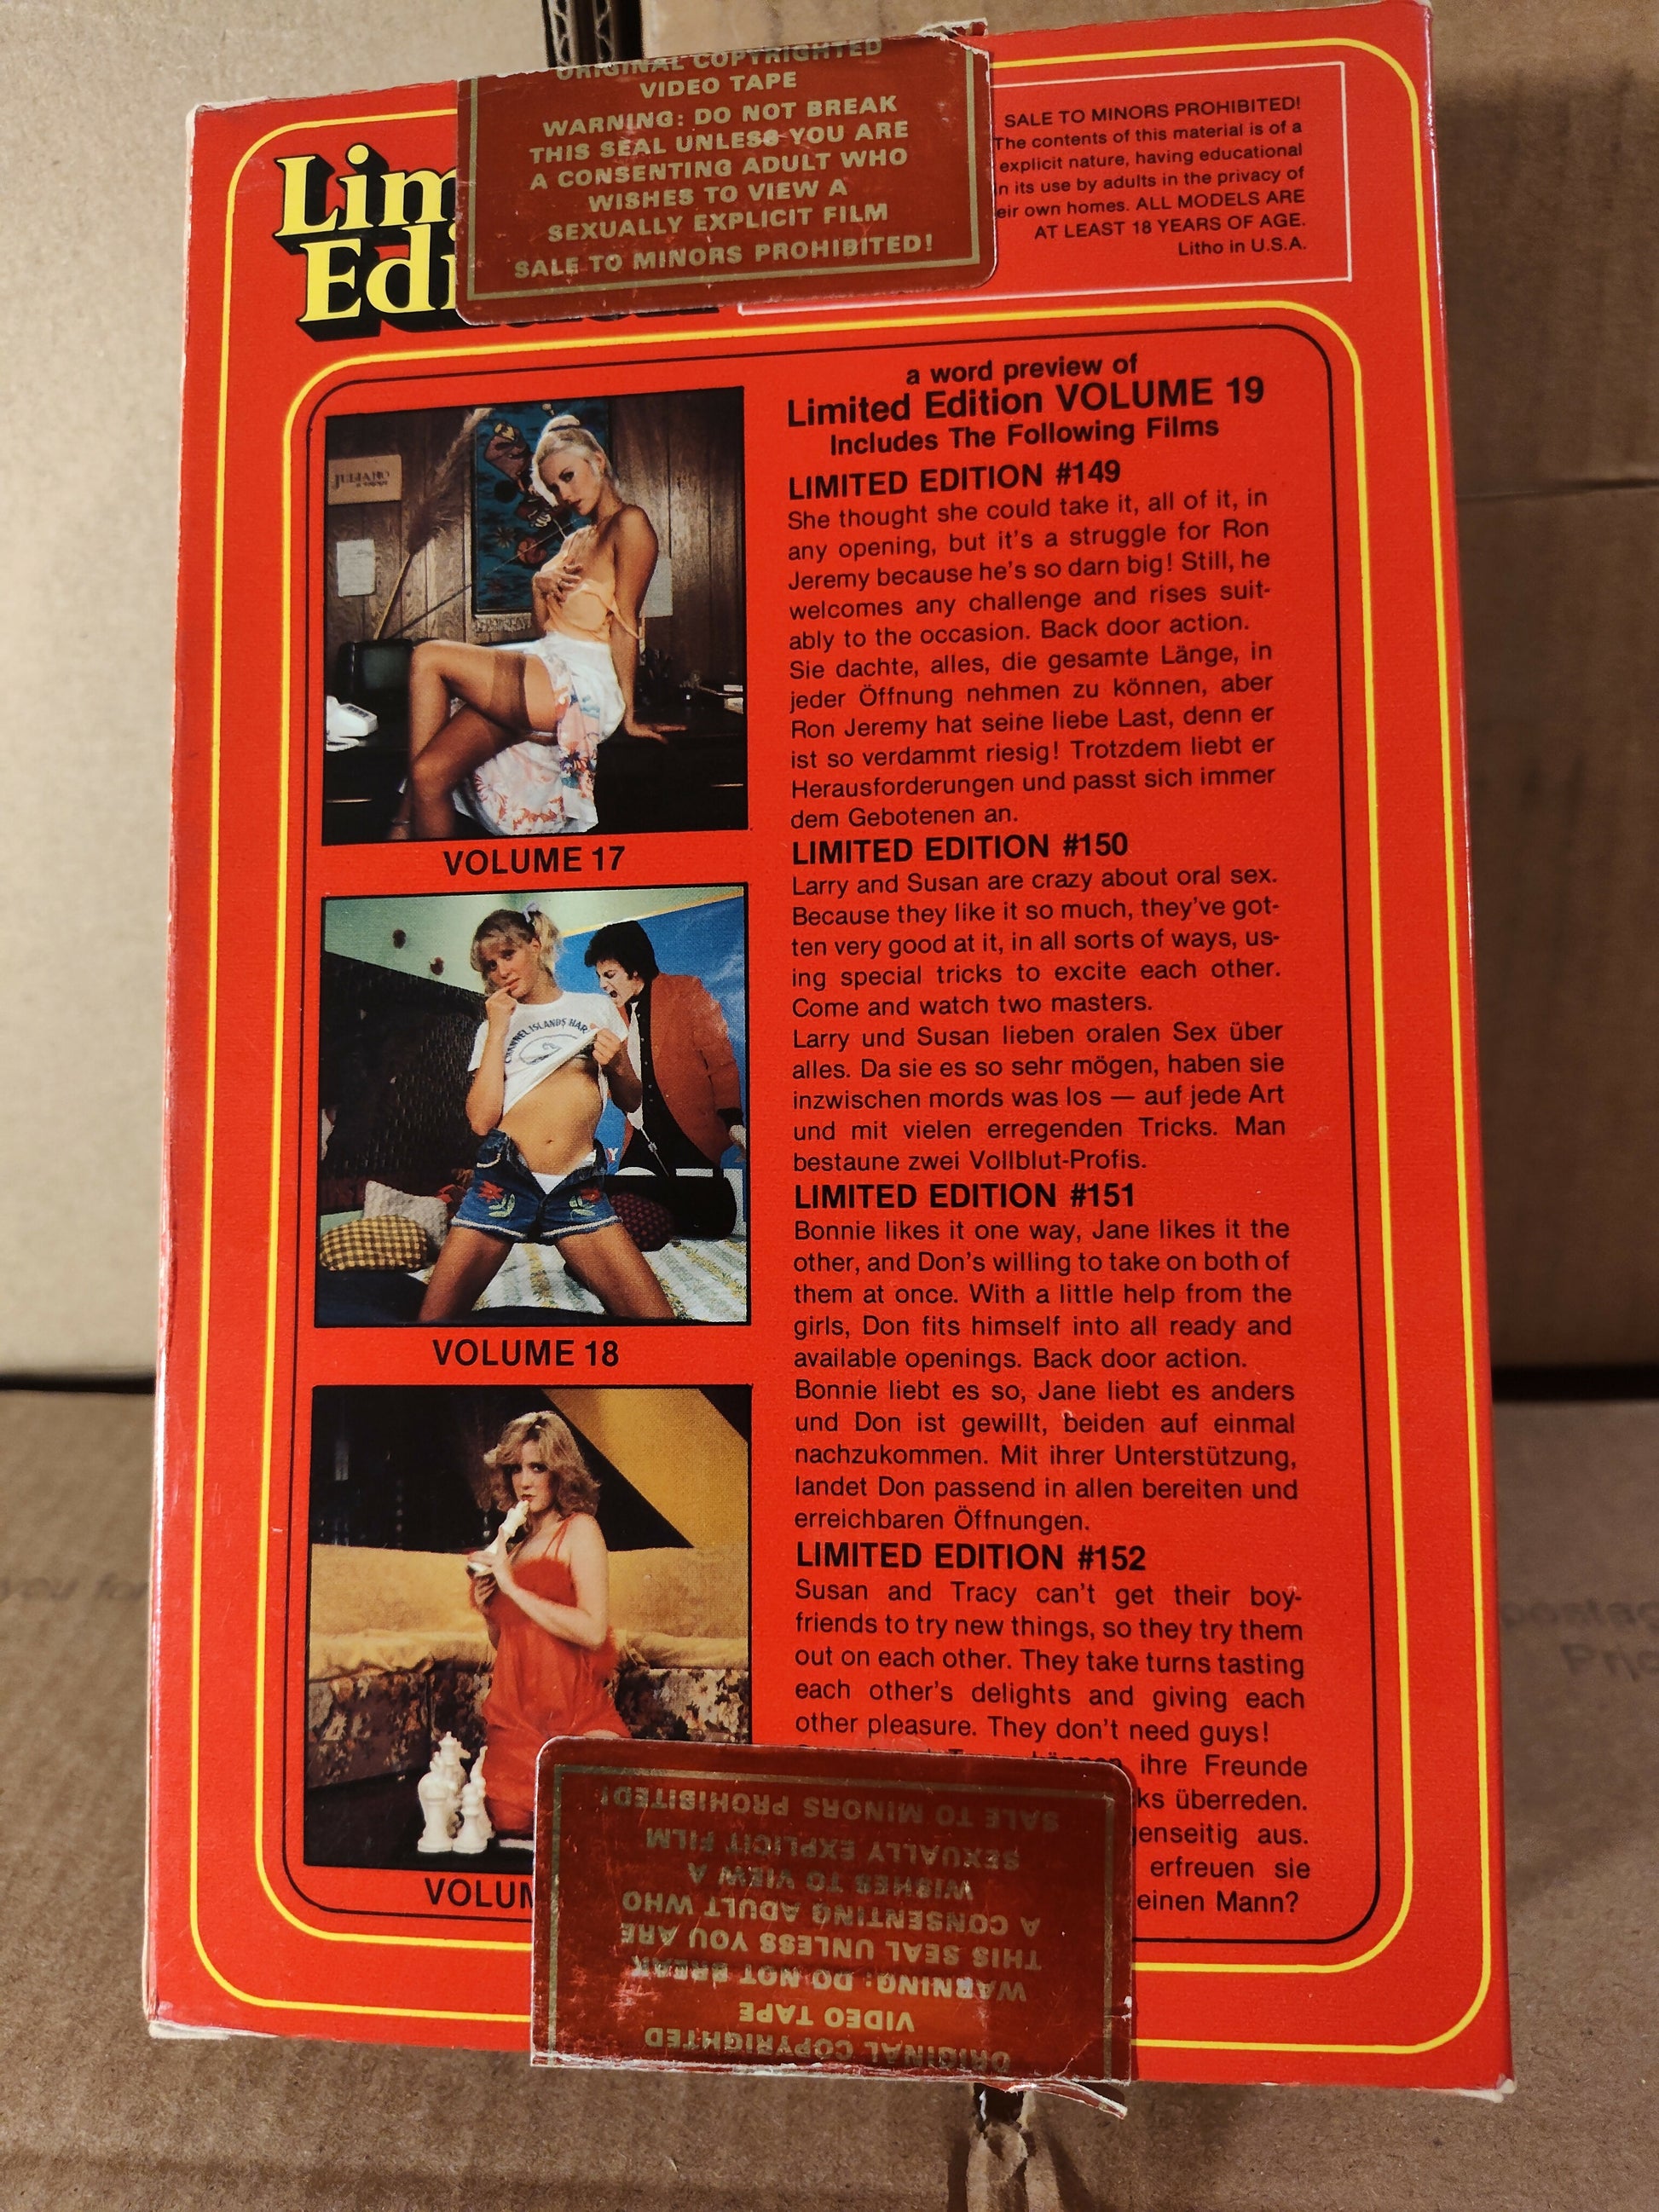 ORIGINAL COPYRIGHTED
VIDEO TAPE
WARNING: DO NOT BREAK
THIS SEAL UNLESS YOU ARE
A CONSENTING ADULT WHO
WISHES TO VIEW A
SEXUALLY EXPLICIT FILM
SALE TO MINORS PROHIBITED!
Lim
Edi
SALE TO MINORS PROHIBITED!
The contents of this material is of a
explicit nature, having educational
in its use by adults in the privacy of
eir own homes. ALL MODELS ARE
AT LEAST 18 YEARS OF AGE.
Litho in U.S.A.
JULIANO
VOLUME 17
CHANNEL ISLANDS HAR
VOLUME 18
VOLUM
a word preview of
Limited Edition VOLUME 19
Includes The Following Films
LIMITED EDITION #149
She thought she could take it, all of it, in
any opening, but it's a struggle for Ron
Jeremy because he's so darn big! Still, he
welcomes any challenge and rises suit-
ably to the occasion. Back door action.
Sie dachte, alles, die gesamte Länge, in
jeder Öffnung nehmen zu können, aber
Ron Jeremy hat seine liebe Last, denn er
ist so verdammt riesig! Trotzdem liebt er
Herausforderungen und passt sich immer
dem Gebotenen an.
LIMITED EDITION #150
Larry and Susan are crazy about oral sex.
Because they like it so much, they've got-
ten very good at it, in all sorts of ways, us-
ing special tricks to excite each other.
Come and watch two masters.
Larry und Susan lieben oralen Sex über
alles. Da sie es so sehr mögen, haben sie
inzwischen mords was los — auf jede Art
und mit vielen erregenden Tricks. Man
bestaune zwei Vollblut-Profis.
LIMITED EDITION #151
Bonnie likes it one way, Jane likes it the
other, and Don's willing to take on both of
them at once. With a little help from the
girls, Don fits himself into all ready and
available openings. Back door action.
Bonnie liebt es so, Jane liebt es anders
und Don ist gewillt, beiden auf einmal
nachzukommen. Mit ihrer Unterstützung,
landet Don passend in allen bereiten und
erreichbaren Öffnungen.
LIMITED EDITION #152
Susan and Tracy can't get their boy-
friends to try new things, so they try them
out on each other. They take turns tasting
each other's delights and giving each
other pleasure. They don't need guys!
können ihre Freunde
ks überreden.
enseitig aus.
erfreuen sie
einen Mann?
ORIGINAL COPYRIGHTED
VIDEO TAPE
WARNING: DO NOT BREAK
THIS SEAL UNLESS YOU ARE
A CONSENTING ADULT WHO
WISHES TO VIEW A
SEXUALLY EXPLICIT FILM
SALE TO MINORS PROHIBITED!
you for
postag
Pric